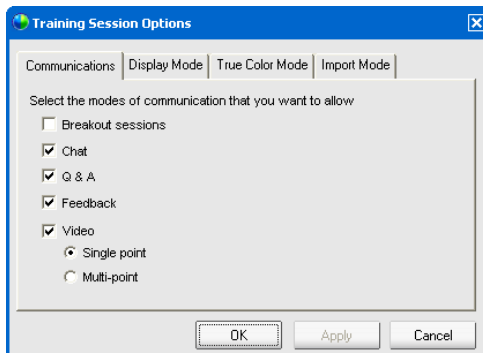 Training Session Options
Communications Display Mode True Color Mode Import Mode
Select the modes of communication that you want to allow
Breakout sessions
Chat
Q & A
Feedback
Video
Single point
Multi-point
OK Apply Cancel